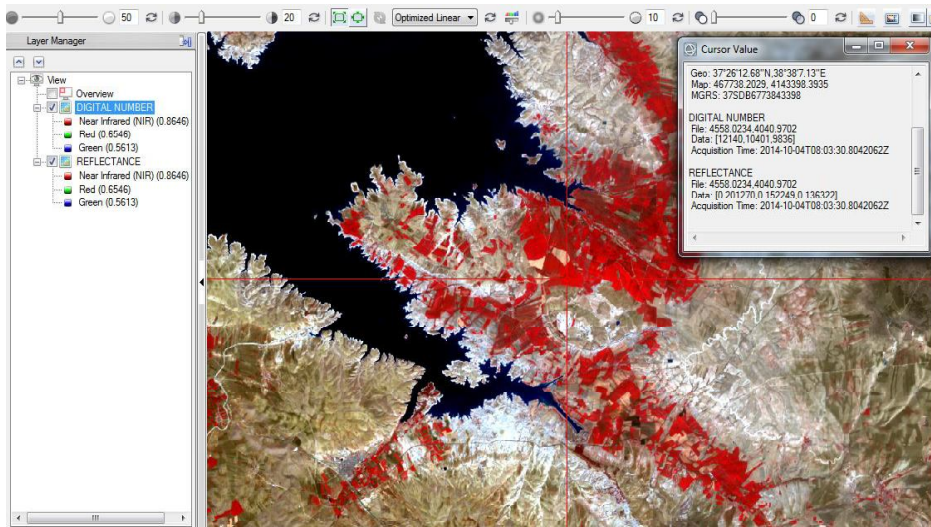 50
20
Optimized Linear
10
0
Layer Manager
View
Overview
DIGITAL NUMBER
Near Infrared (NIR) (0.8646)
Red (0.6546)
Green (0.5613)
REFLECTANCE
Near Infrared (NIR) (0.8646)
Red (0.6546)
Green (0.5613)
Cursor Value
Geo: 37°26'12.68"N,38°38'7.13"E
Map: 467738.2029, 4143398.3935
MGRS: 37SDB6773843398
DIGITAL NUMBER
File: 4558.0234,4040.9702
Data: [12140,10401,9836]
Acquisition Time: 2014-10-04T08:03:30.8042062Z
REFLECTANCE
File: 4558.0234,4040.9702
Data: [0.201270,0.152249,0.136322]
Acquisition Time: 2014-10-04T08:03:30.8042062Z